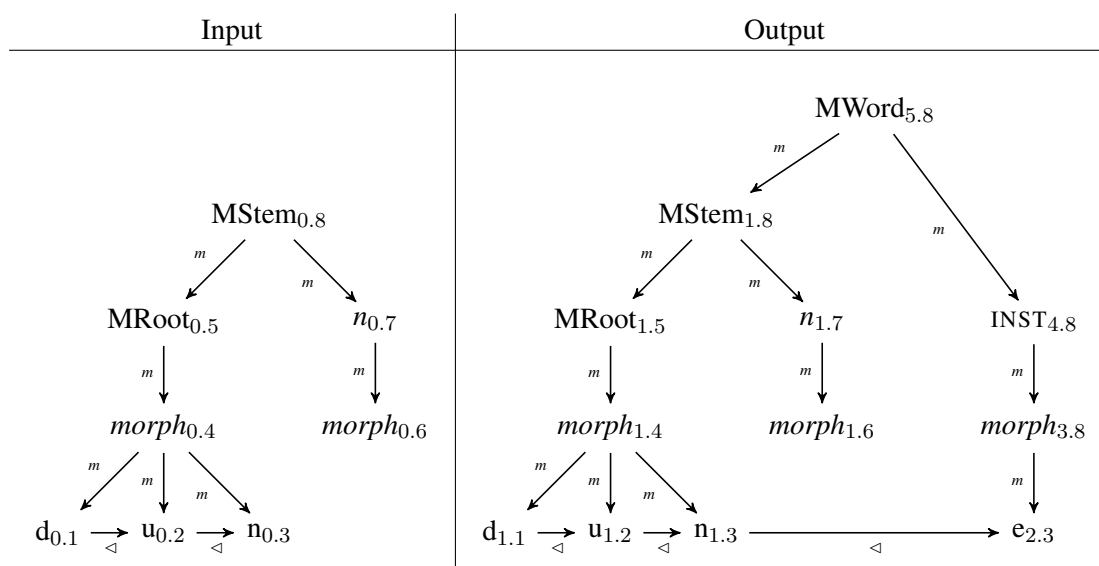 Input Output
MWord5.8
m
MStem0.8 MStem1.8
m m m m m
MRoot0.5 n0.7 MRoot1.5 n1.7 INST4.8
m m m m m
morph0.4 morph0.6 morph1.4 morph1.6 morph3.8
m m m m m m m
d0.1 ◁ u0.2 ◁ n0.3 d1.1 ◁ u1.2 ◁ n1.3 ◁ e2.3